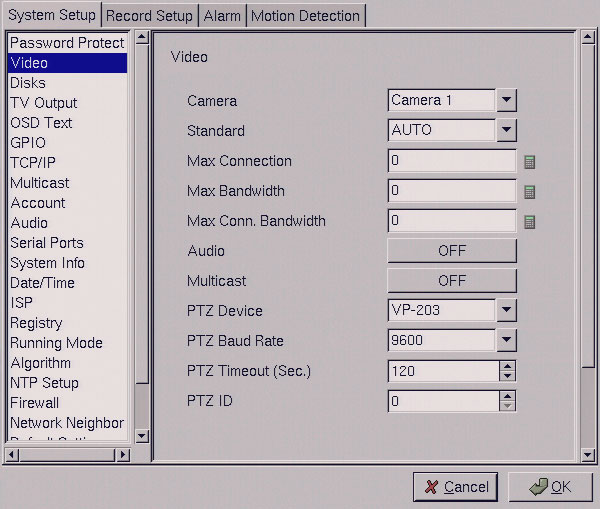 System Setup Record Setup Alarm Motion Detection
Password Protect
Video
Disks
TV Output
OSD Text
GPIO
TCP/IP
Multicast
Account
Audio
Serial Ports
System Info
Date/Time
ISP
Registry
Running Mode
Algorithm
NTP Setup
Firewall
Network Neighbor
Video
Camera Camera 1
Standard AUTO
Max Connection 0
Max Bandwidth 0
Max Conn. Bandwidth 0
Audio OFF
Multicast OFF
PTZ Device VP-203
PTZ Baud Rate 9600
PTZ Timeout (Sec.) 120
PTZ ID 0
Cancel OK